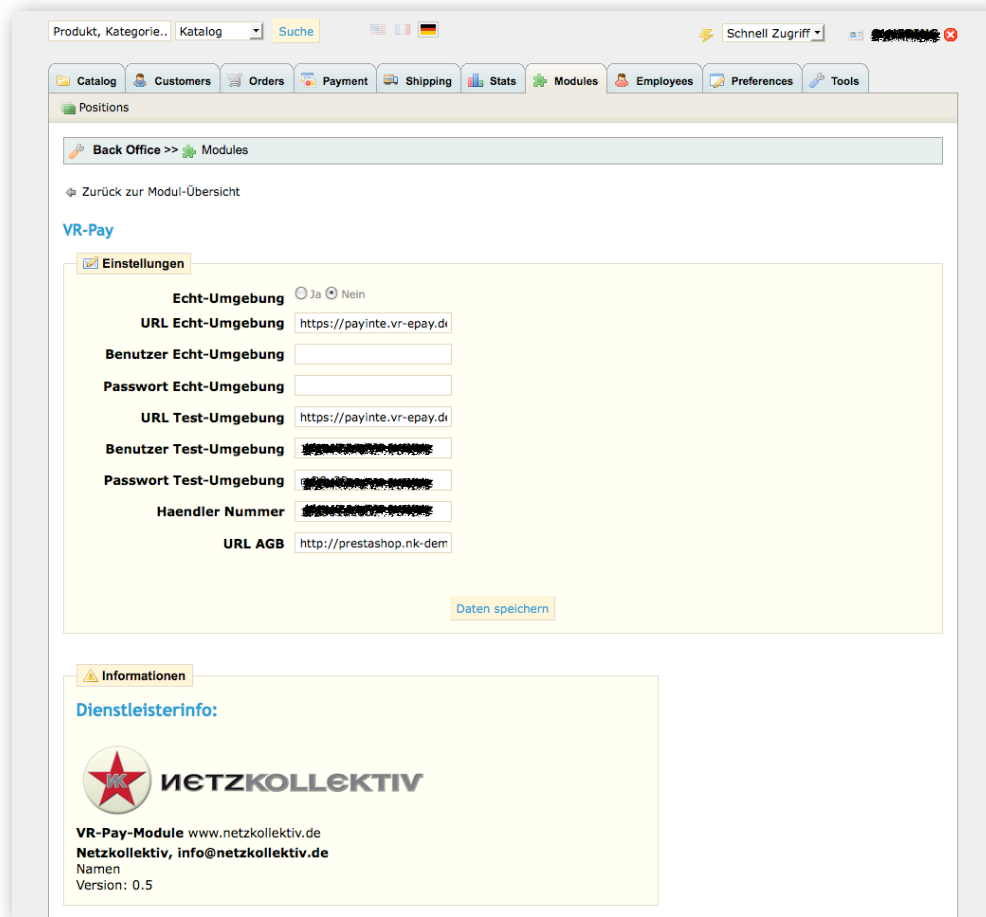 Produkt, Kategorie.. Katalog Suche Schnell Zugriff
Catalog Customers Orders Payment Shipping Stats Modules Employees Preferences Tools
Positions
Back Office >> Modules
Zurück zur Modul-Übersicht
VR-Pay
Einstellungen
Echt-Umgebung Ja Nein
URL Echt-Umgebung https://payinte.vr-epay.de
Benutzer Echt-Umgebung
Passwort Echt-Umgebung
URL Test-Umgebung https://payinte.vr-epay.de
Benutzer Test-Umgebung
Passwort Test-Umgebung
Haendler Nummer
URL AGB http://prestashop.nk-dem
Daten speichern
Informationen
Dienstleisterinfo:
NK NETZKOLLEKTIV
VR-Pay-Module www.netzkollektiv.de
Netzkollektiv, info@netzkollektiv.de
Namen
Version: 0.5